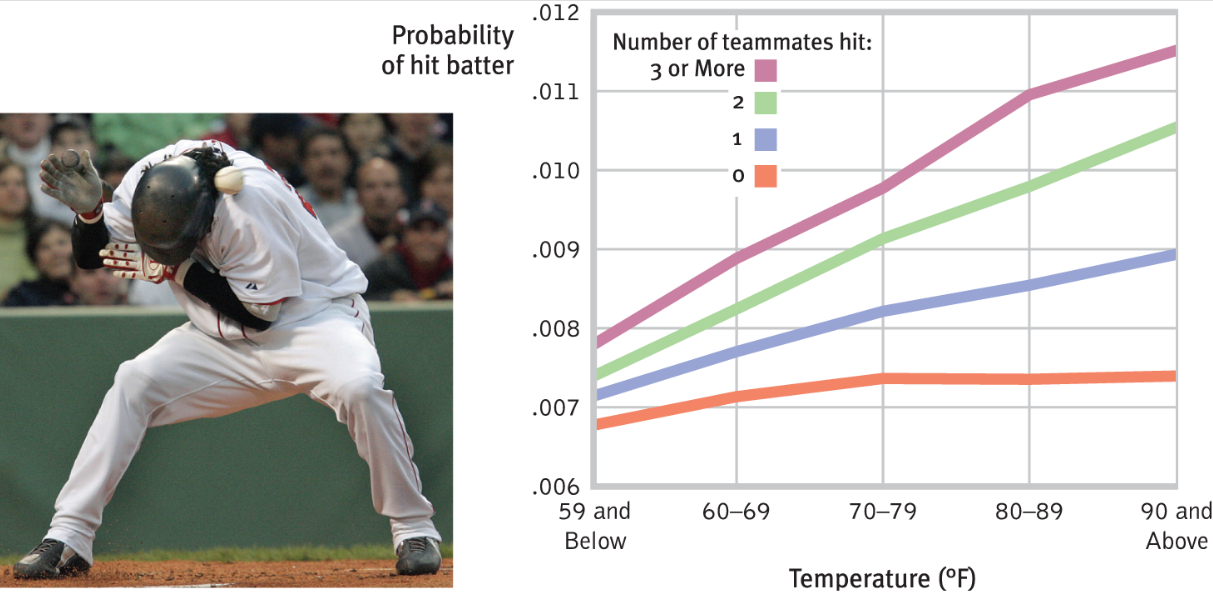 Probability
of hit batter
.012
.011
.010
.009
.008
.007
.006
Number of teammates hit:
3 or More
2
1
0
59 and
Below
60–69
70–79
80–89
90 and
Above
Temperature (ºF)